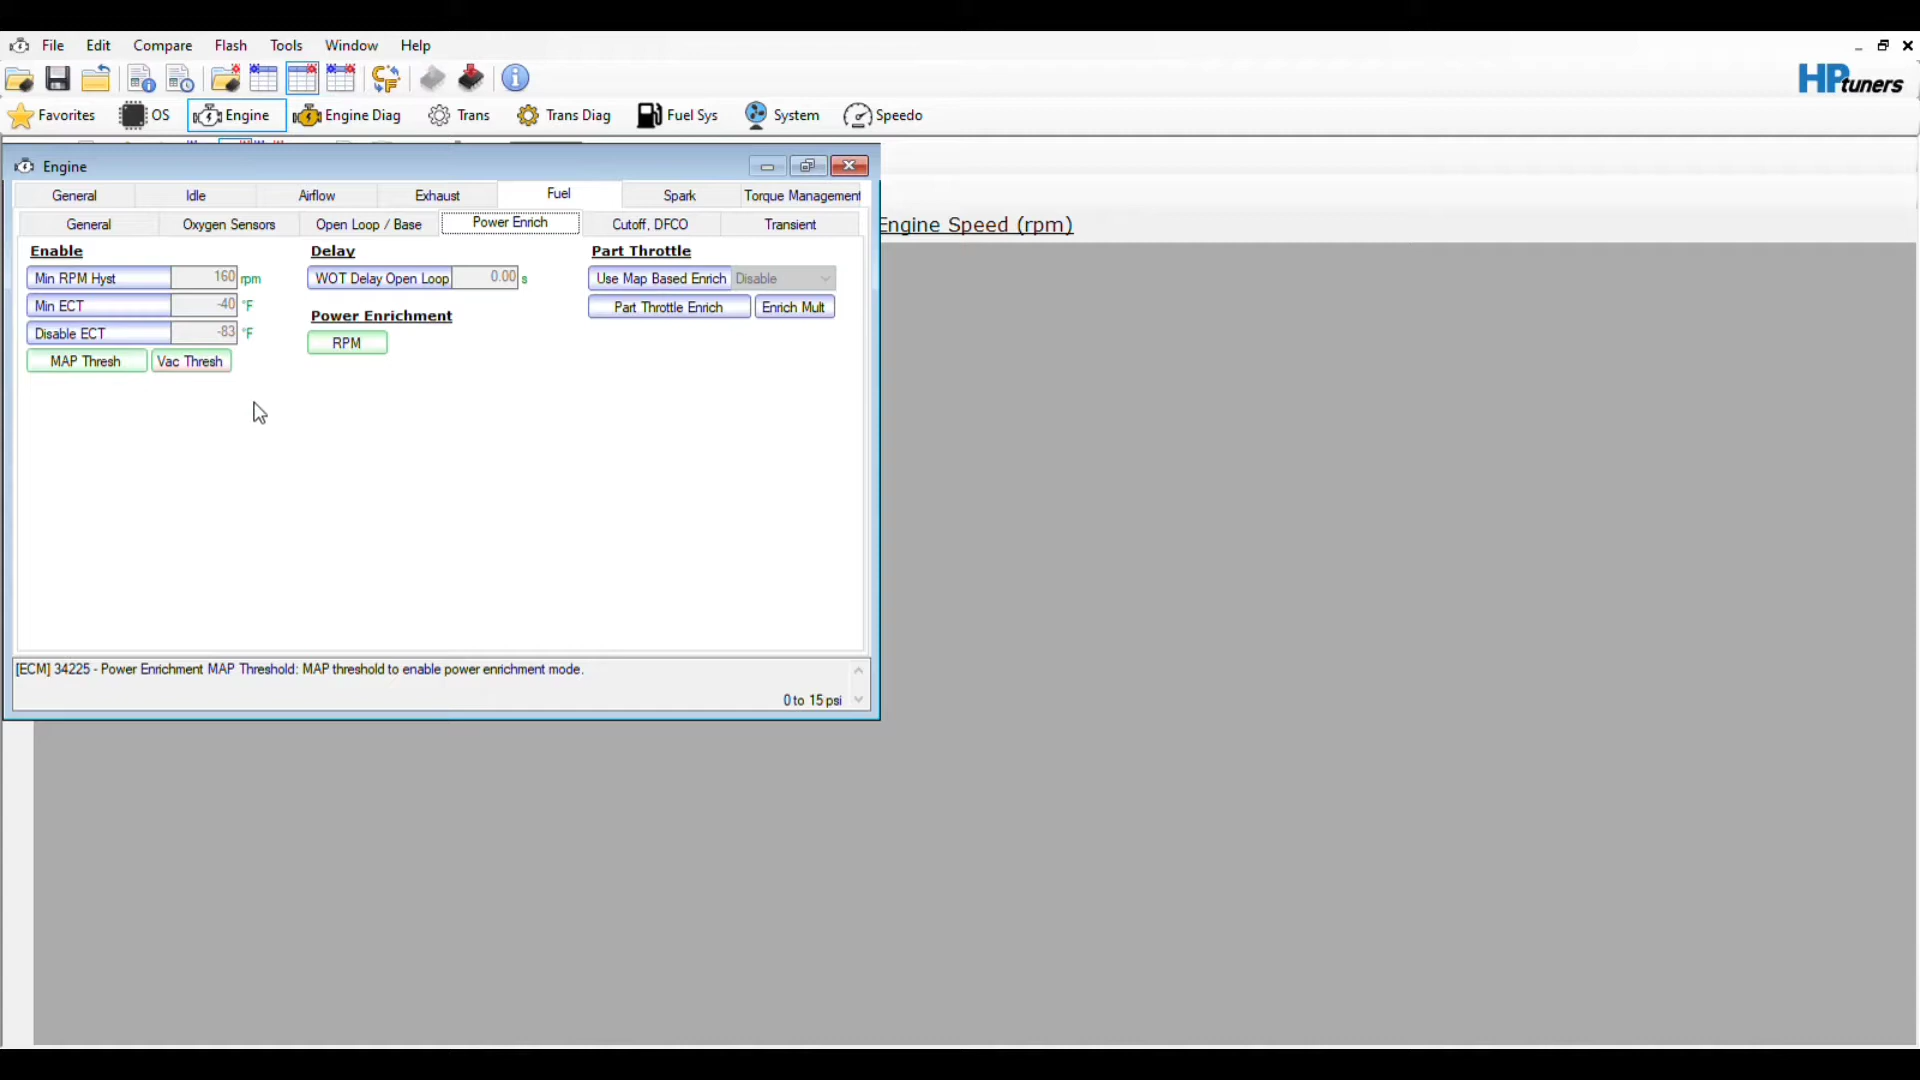 File Edit Compare Flash Tools Window Help
HPtuners
Favorites OS Engine Engine Diag Trans Trans Diag Fuel Sys System Speedo
Engine
General Idle Airflow Exhaust Fuel Spark Torque Management
General Oxygen Sensors Open Loop / Base Power Enrich Cutoff, DFCO Transient
Engine Speed (rpm)
Enable Delay Part Throttle
Min RPM Hyst 160 rpm WOT Delay Open Loop 0.00 s Use Map Based Enrich Disable
Min ECT -40 °F Part Throttle Enrich Enrich Mult
Power Enrichment
Disable ECT -83 °F RPM
MAP Thresh Vac Thresh
[ECM] 34225 - Power Enrichment MAP Threshold: MAP threshold to enable power enrichment mode.
0 to 15 psi